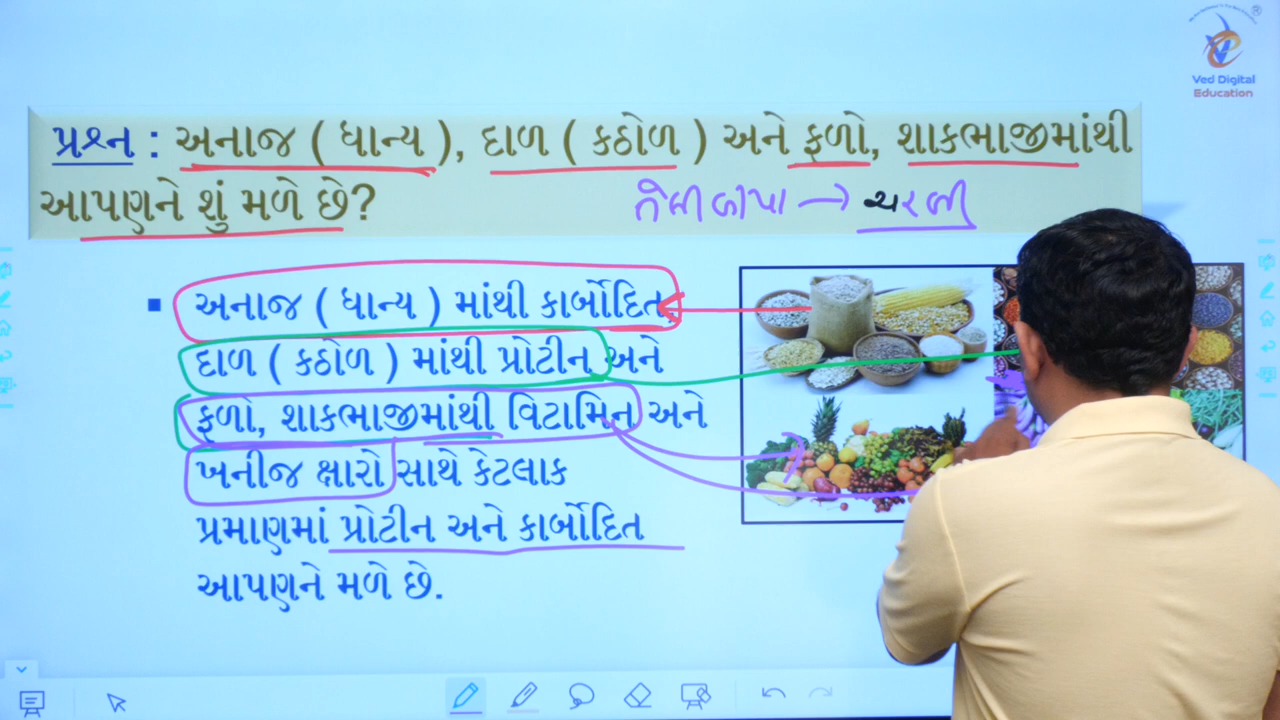 Ved Digital
Education
પ્રશ્ન : અનાજ ( ધાન્ય ), દાળ ( કઠોળ ) અને ફળો, શાકભાજીમાંથી
આપણને શું મળે છે?
તેલીબીયા → ચરબી
▪ અનાજ ( ધાન્ય ) માંથી કાર્બોદિત,
દાળ ( કઠોળ ) માંથી પ્રોટીન અને
ફળો, શાકભાજીમાંથી વિટામિન અને
ખનીજ ક્ષારો સાથે કેટલાક
પ્રમાણમાં પ્રોટીન અને કાર્બોદિત
આપણને મળે છે.